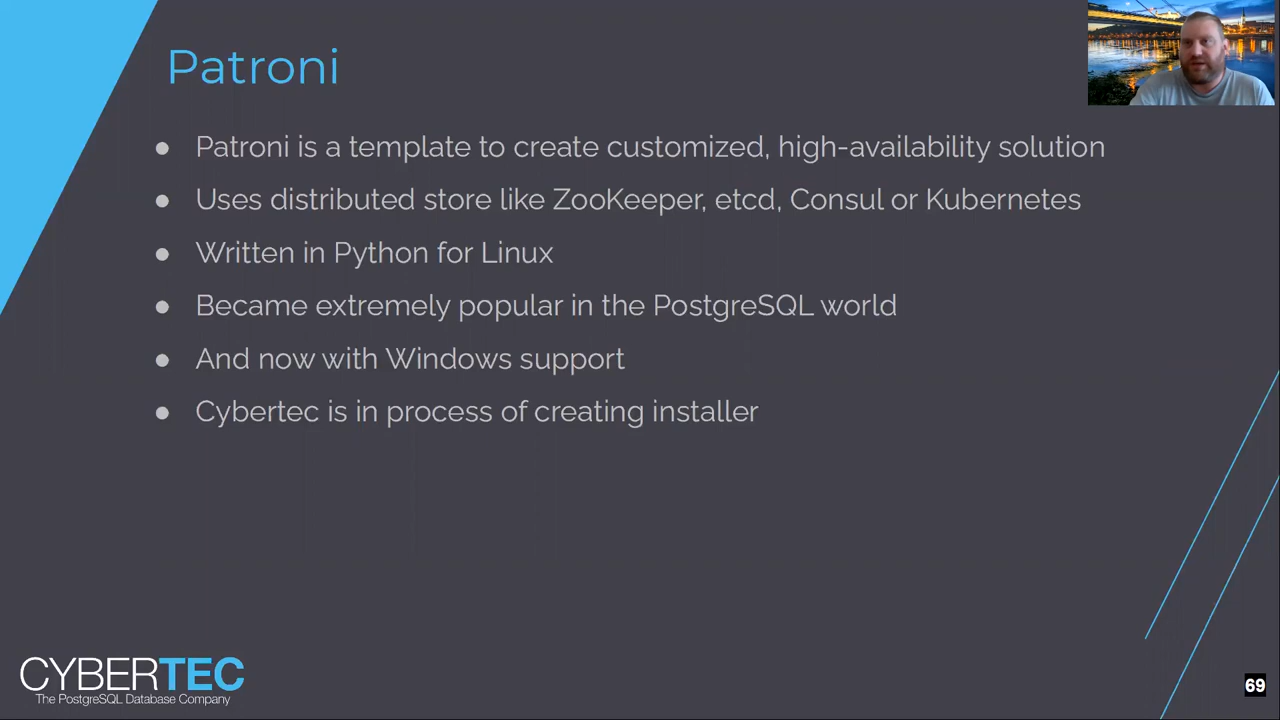 Patroni
● Patroni is a template to create customized, high-availability solution
● Uses distributed store like ZooKeeper, etcd, Consul or Kubernetes
● Written in Python for Linux
● Became extremely popular in the PostgreSQL world
● And now with Windows support
● Cybertec is in process of creating installer
CYBERTEC
The PostgreSQL Database Company
69